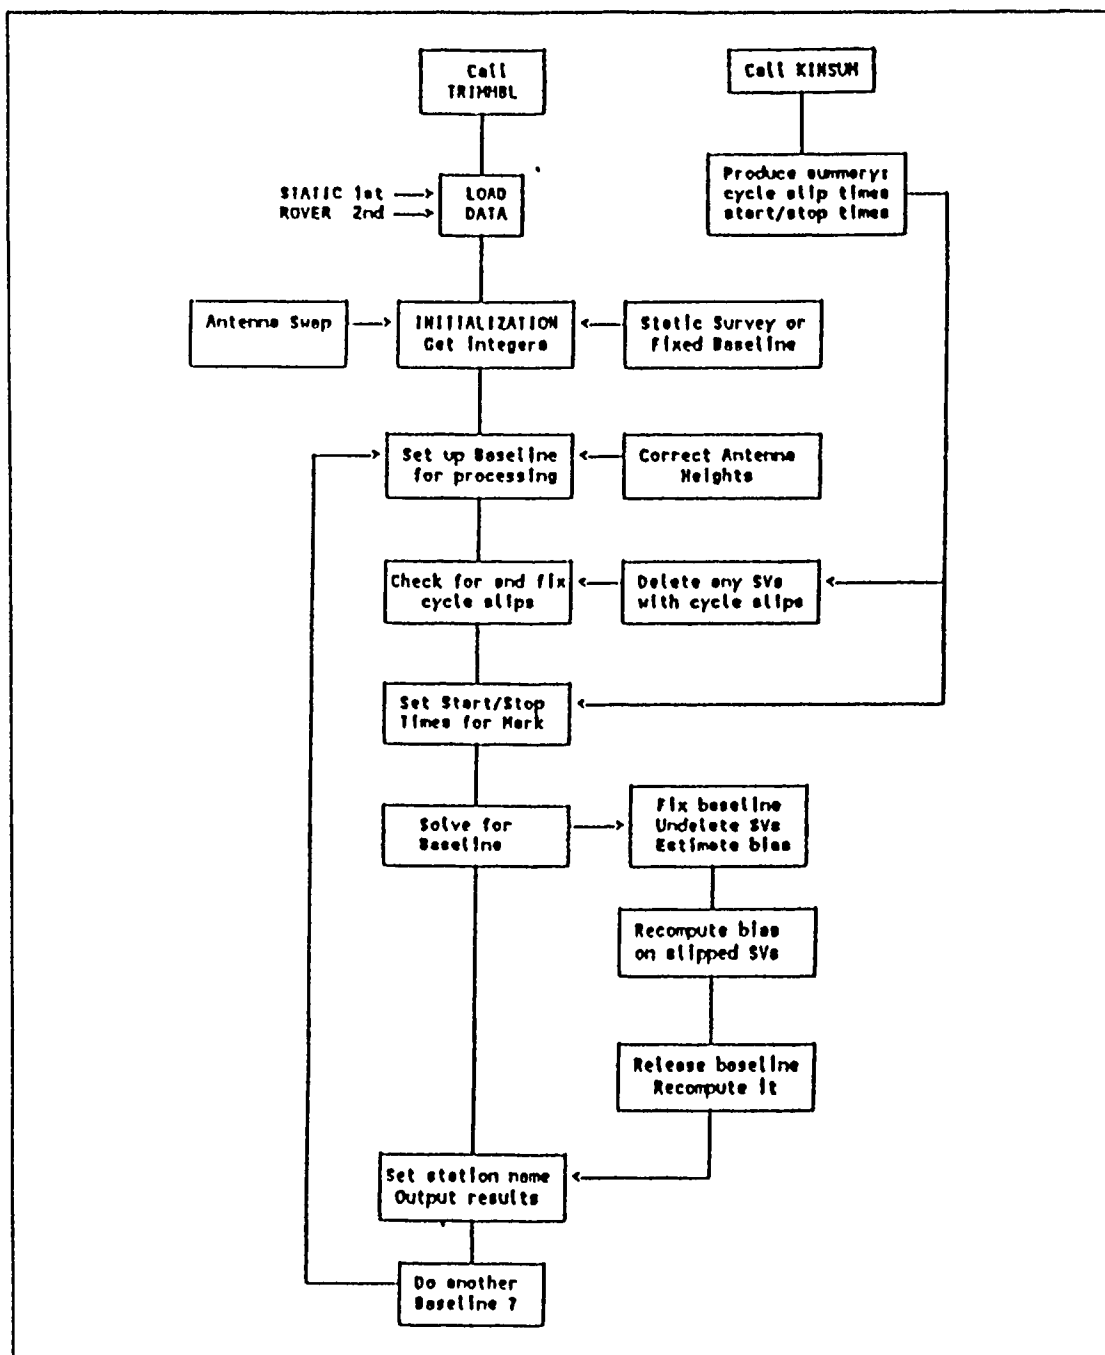 Call
TRIMMBL
Call KINSUM
Produce summary:
cycle slip times
start/stop times
STATIC 1st
ROVER 2nd
LOAD
DATA
Antenna Swap
INITIALIZATION
Get integers
Static Survey or
Fixed Baseline
Set up Baseline
for processing
Correct Antenna
Heights
Check for and fix
cycle slips
Delete any SVs
with cycle slips
Set Start/Stop
Times for Mark
Solve for
Baseline
Fix baseline
Undelete SVs
Estimate bias
Recompute bias
on slipped SVs
Release baseline
Recompute it
Set station name
Output results
Do another
Baseline ?